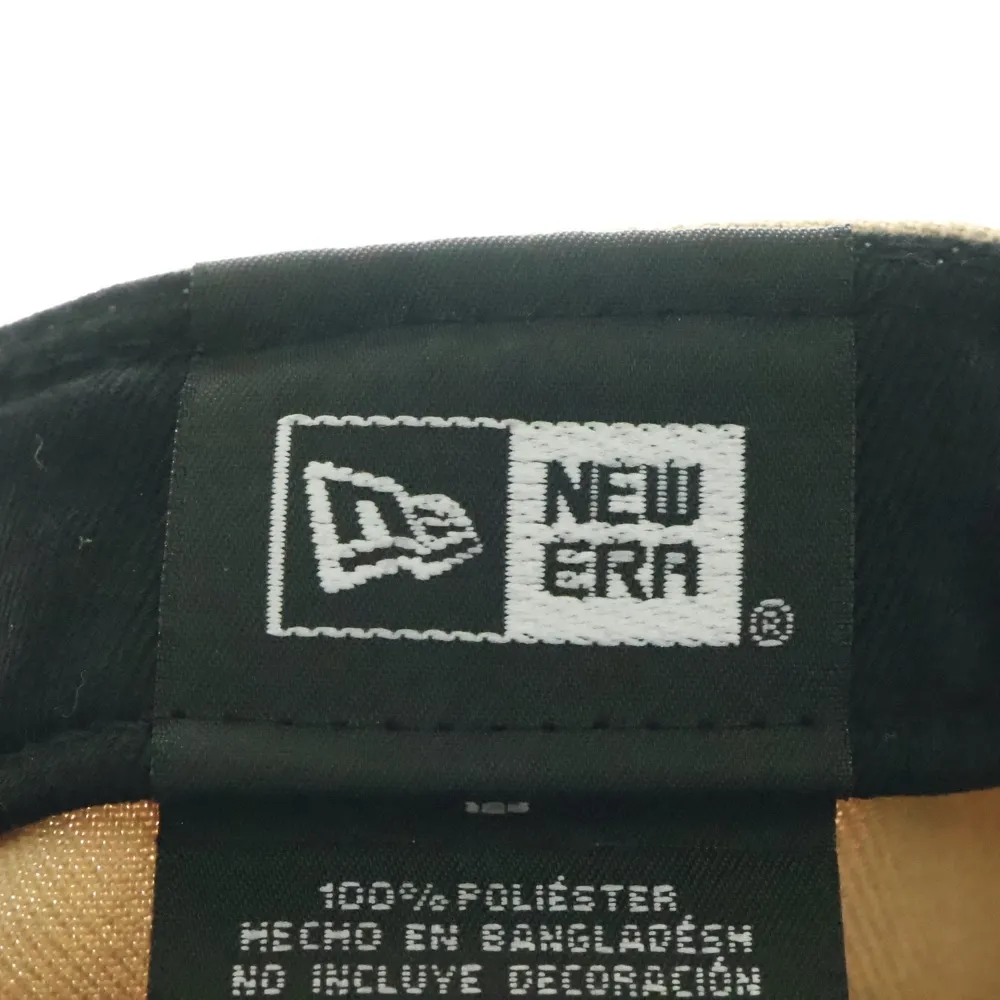 NEW
ERA
®
100% POLIÉSTER
HECHO EN BANGLADÉSH
NO INCLUYE DECORACIÓN